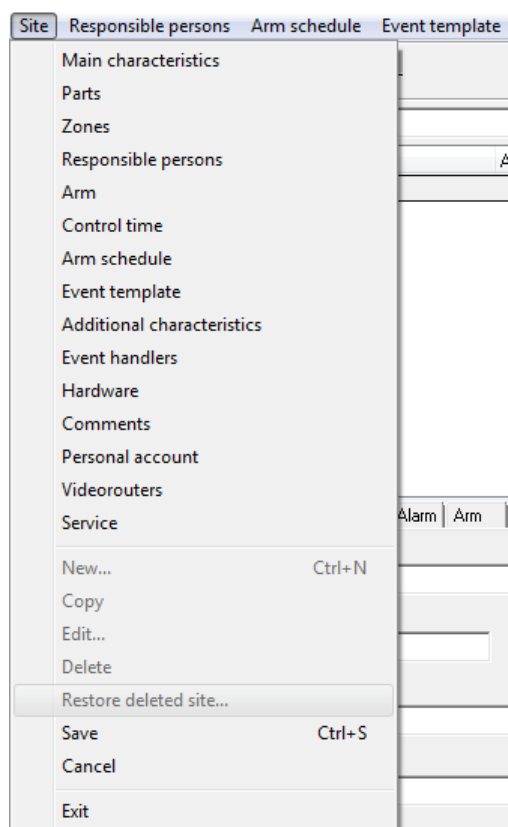 Site Responsible persons Arm schedule Event template
Main characteristics
Parts
Zones
Responsible persons
Arm
Control time
Arm schedule
Event template
Additional characteristics
Event handlers
Hardware
Comments
Personal account
Videorouters
Alarm Arm
Service
New... Ctrl+N
Copy
Edit...
Delete
Restore deleted site...
Save Ctrl+S
Cancel
Exit